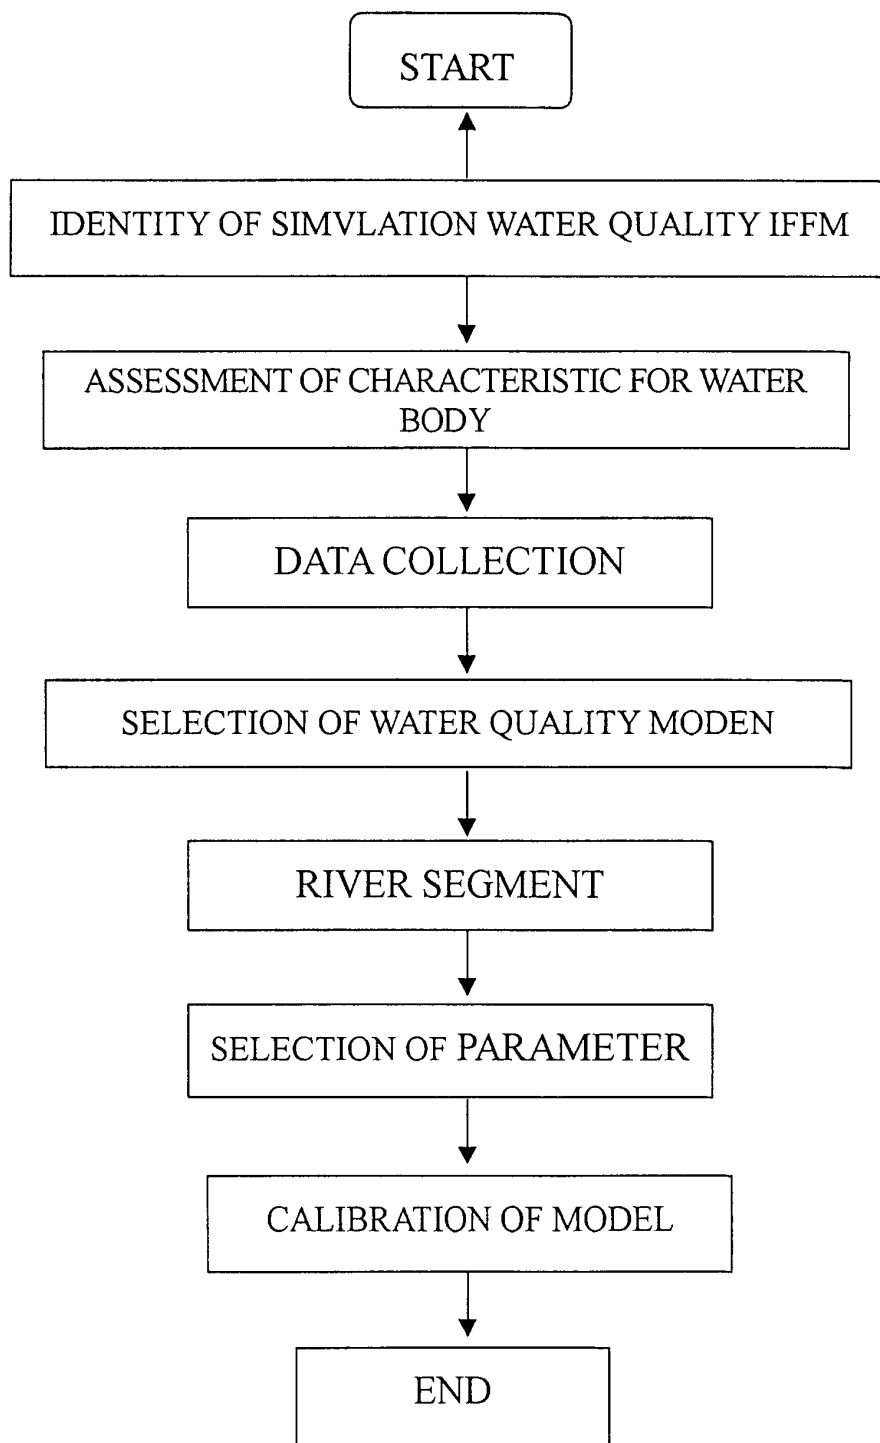 START
IDENTITY OF SIMVLATION WATER QUALITY IFFM
ASSESSMENT OF CHARACTERISTIC FOR WATER
BODY
DATA COLLECTION
SELECTION OF WATER QUALITY MODEN
RIVER SEGMENT
SELECTION OF PARAMETER
CALIBRATION OF MODEL
END